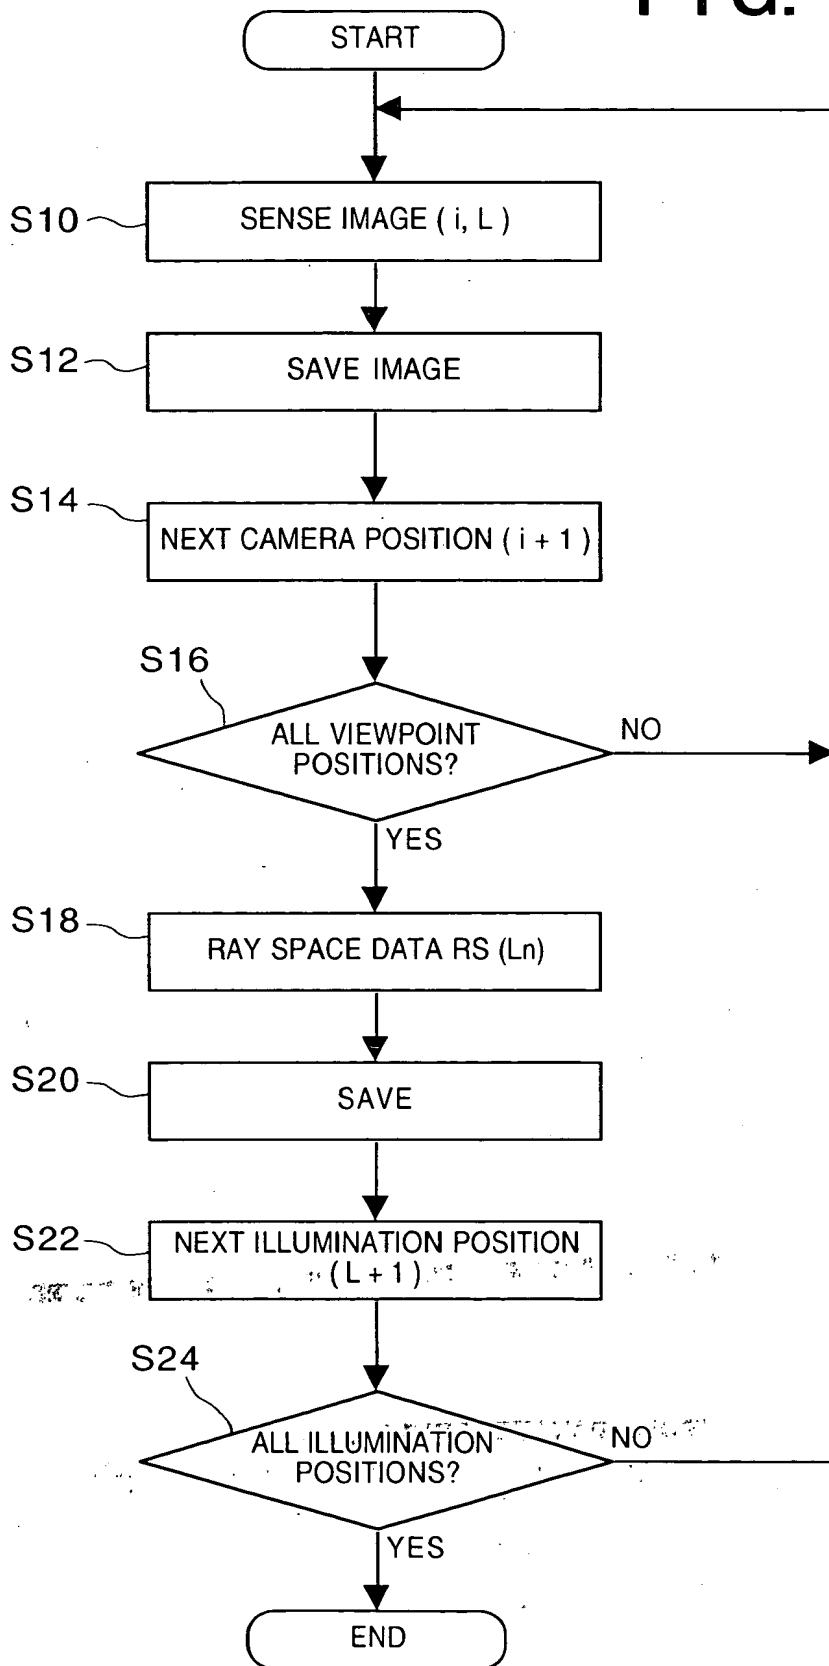 FIG.
START
S10
SENSE IMAGE ( i, L )
S12
SAVE IMAGE
S14
NEXT CAMERA POSITION ( i + 1 )
S16
ALL VIEWPOINT
POSITIONS?
NO
YES
S18
RAY SPACE DATA RS (Ln)
S20
SAVE
S22
NEXT ILLUMINATION POSITION
( L + 1 )
S24
ALL ILLUMINATION
POSITIONS?
NO
YES
END